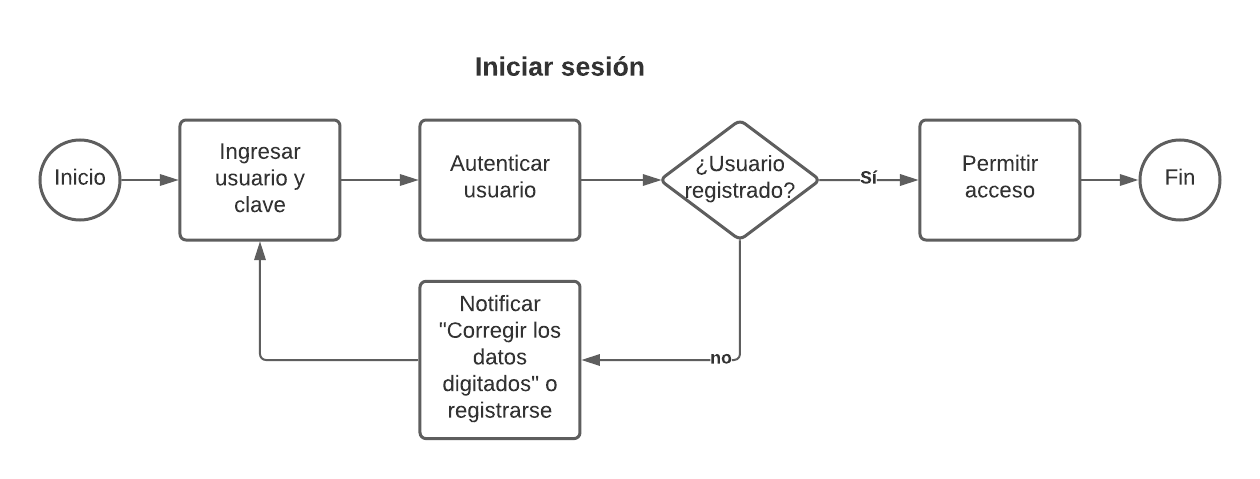 Iniciar sesión
Inicio
Ingresar
usuario y
clave
Autenticar
usuario
¿Usuario
registrado?
Sí
Permitir
acceso
Fin
no
Notificar
"Corregir los
datos
digitados" o
registrarse